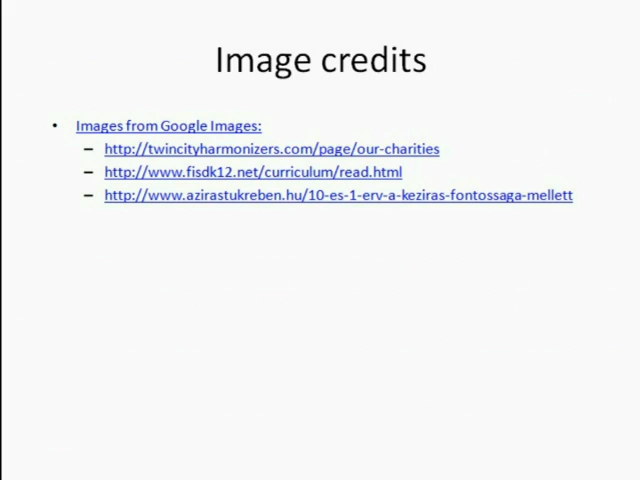 Image credits
• Images from Google Images:
– http://twincityharmonizers.com/page/our-charities
– http://www.fisdk12.net/curriculum/read.html
– http://www.azirastukreben.hu/10-es-1-erv-a-keziras-fontossaga-mellett